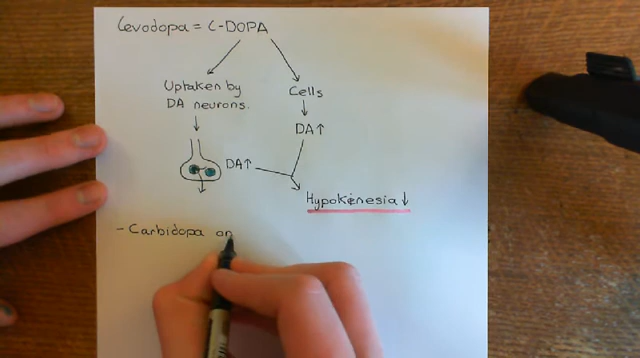 Levodopa = L-DOPA
Uptaken by
DA neurons.
Cells
DA↑
DA↑
Hypokinesia↓
- Carbidopa an